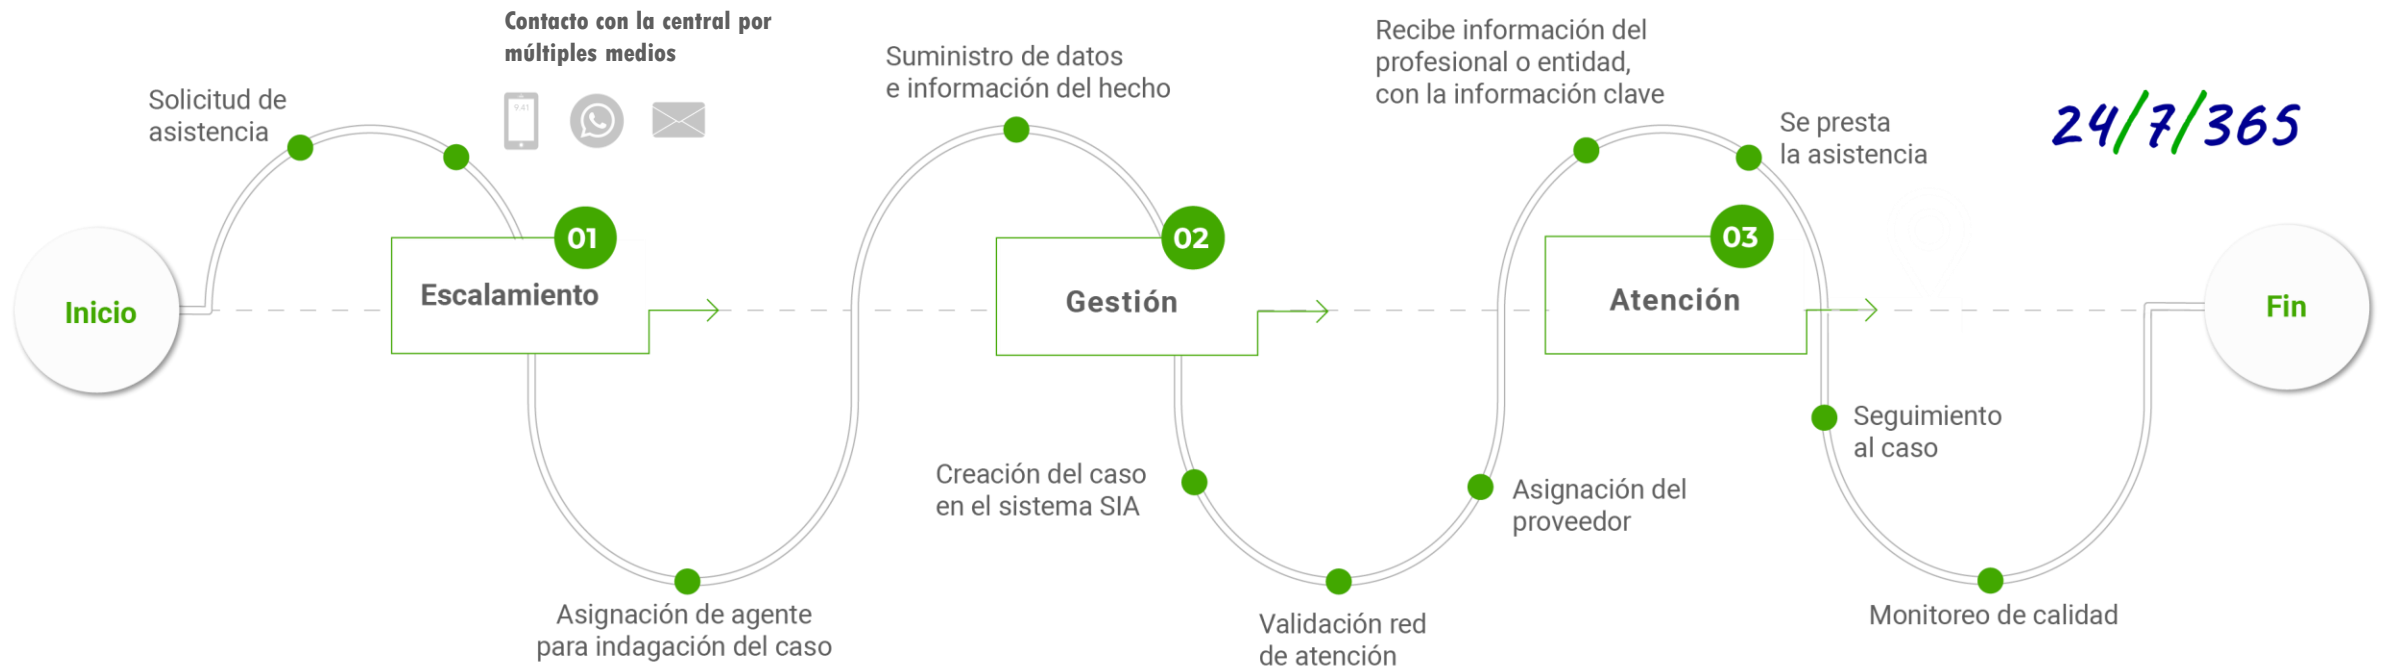 Contacto con la central por
múltiples medios
Solicitud de
asistencia
9:41
Suministro de datos
e información del hecho
Recibe información del
profesional o entidad,
con la información clave
Se presta
la asistencia
24/7/365
Inicio
01
Escalamiento
02
Gestión
03
Atención
Fin
Asignación de agente
para indagación del caso
Creación del caso
en el sistema SIA
Validación red
de atención
Asignación del
proveedor
Seguimiento
al caso
Monitoreo de calidad